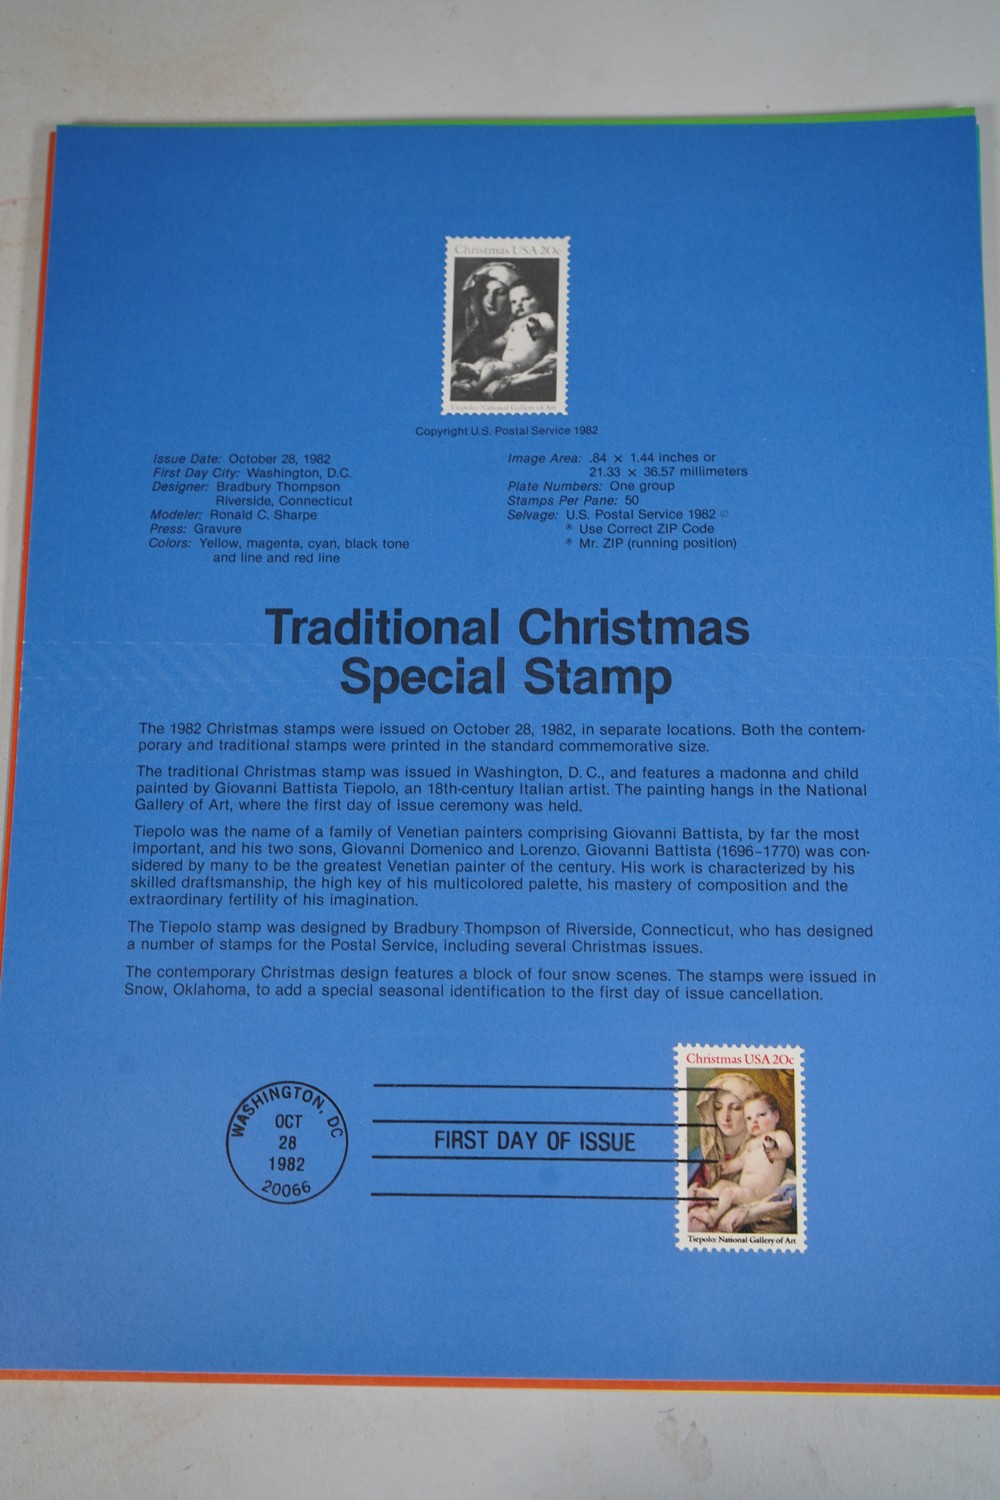 Christmas USA 20c
Tiepolo: National Gallery of Art
Copyright U.S. Postal Service 1982
Issue Date: October 28, 1982
First Day City: Washington, D.C.
Designer: Bradbury Thompson
Riverside, Connecticut
Modeler: Ronald C. Sharpe
Press: Gravure
Colors: Yellow, magenta, cyan, black tone
and line and red line
Image Area: .84 × 1.44 inches or
21.33 × 36.57 millimeters
Plate Numbers: One group
Stamps Per Pane: 50
Selvage: U.S. Postal Service 1982 ©
® Use Correct ZIP Code
® Mr. ZIP (running position)
Traditional Christmas
Special Stamp
The 1982 Christmas stamps were issued on October 28, 1982, in separate locations. Both the contem-
porary and traditional stamps were printed in the standard commemorative size.
The traditional Christmas stamp was issued in Washington, D. C., and features a madonna and child
painted by Giovanni Battista Tiepolo, an 18th-century Italian artist. The painting hangs in the National
Gallery of Art, where the first day of issue ceremony was held.
Tiepolo was the name of a family of Venetian painters comprising Giovanni Battista, by far the most
important, and his two sons, Giovanni Domenico and Lorenzo. Giovanni Battista (1696–1770) was con-
sidered by many to be the greatest Venetian painter of the century. His work is characterized by his
skilled draftsmanship, the high key of his multicolored palette, his mastery of composition and the
extraordinary fertility of his imagination.
The Tiepolo stamp was designed by Bradbury Thompson of Riverside, Connecticut, who has designed
a number of stamps for the Postal Service, including several Christmas issues.
The contemporary Christmas design features a block of four snow scenes. The stamps were issued in
Snow, Oklahoma, to add a special seasonal identification to the first day of issue cancellation.
WASHINGTON, DC
OCT
28
1982
20066
FIRST DAY OF ISSUE
Christmas USA 20c
Tiepolo: National Gallery of Art